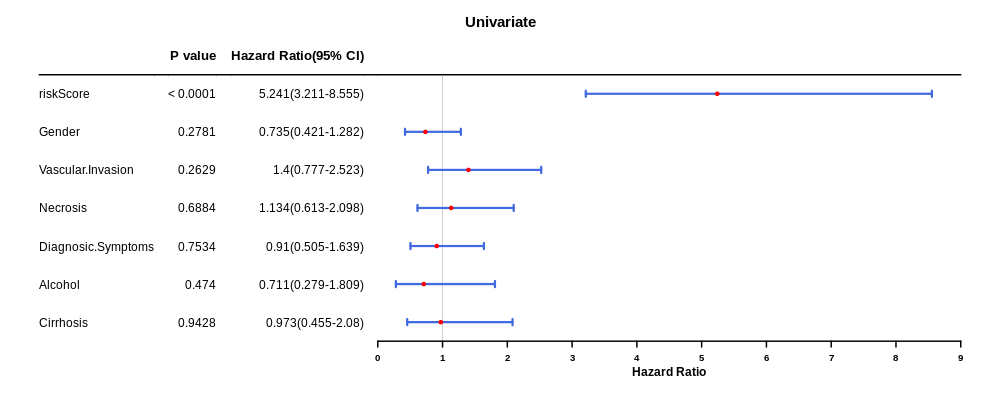 Univariate
P value Hazard Ratio(95% CI)
riskScore < 0.0001 5.241(3.211-8.555)
Gender 0.2781 0.735(0.421-1.282)
Vascular.Invasion 0.2629 1.4(0.777-2.523)
Necrosis 0.6884 1.134(0.613-2.098)
Diagnosic.Symptoms 0.7534 0.91(0.505-1.639)
Alcohol 0.474 0.711(0.279-1.809)
Cirrhosis 0.9428 0.973(0.455-2.08)
0 1 2 3 4 5 6 7 8 9
Hazard Ratio